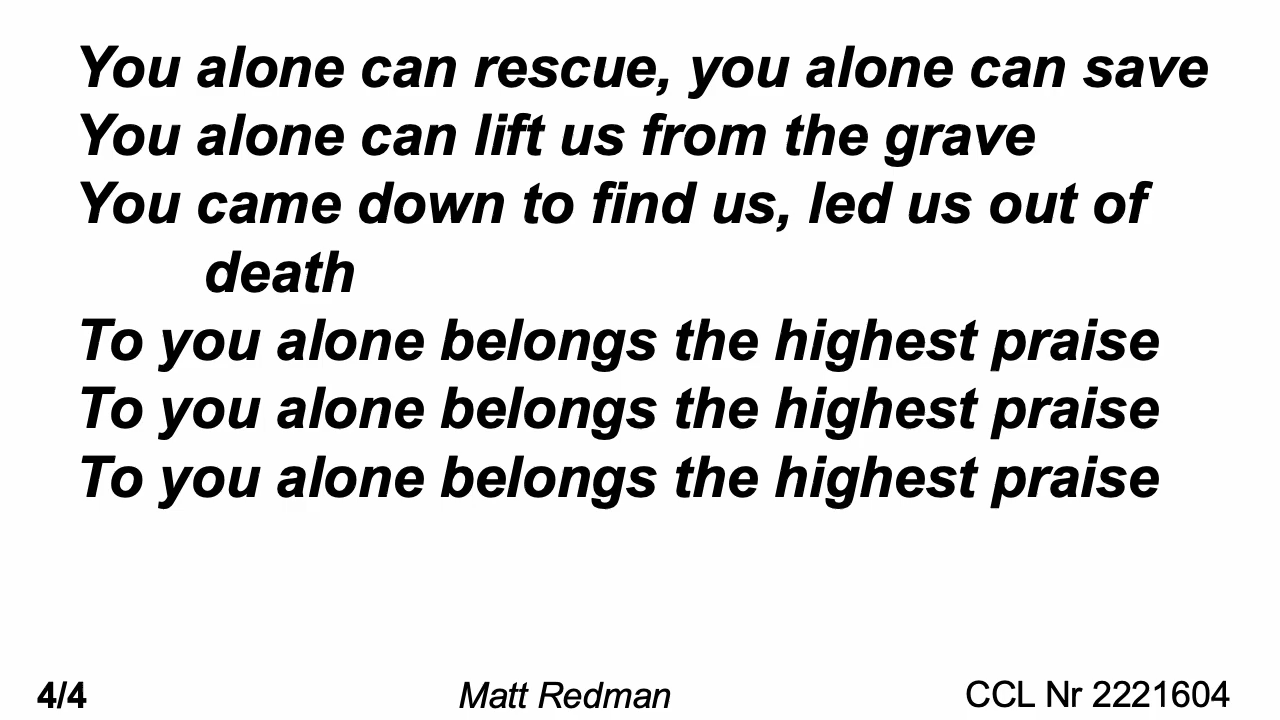 You alone can rescue, you alone can save
You alone can lift us from the grave
You came down to find us, led us out of
death
To you alone belongs the highest praise
To you alone belongs the highest praise
To you alone belongs the highest praise
4/4
Matt Redman
CCL Nr 2221604